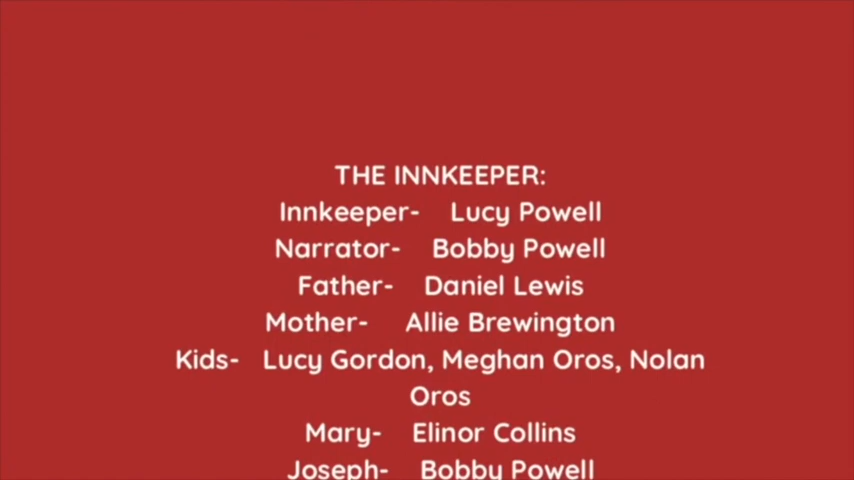 THE INNKEEPER:
Innkeeper- Lucy Powell
Narrator- Bobby Powell
Father- Daniel Lewis
Mother- Allie Brewington
Kids- Lucy Gordon, Meghan Oros, Nolan
Oros
Mary- Elinor Collins
Joseph- Bobby Powell